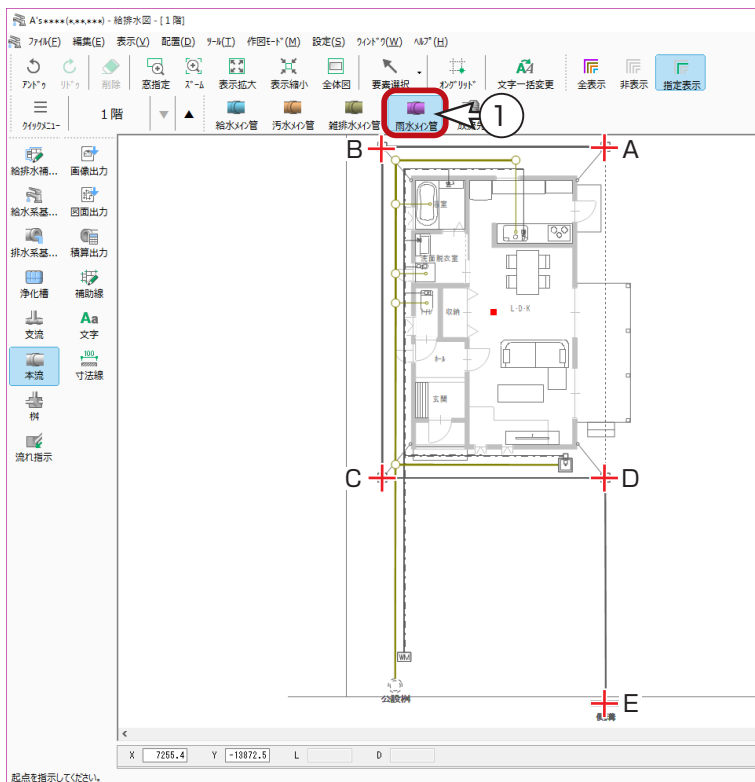 A's****(*,**,***) - 給排水図 - [1階]
ファイル(F) 編集(E) 表示(V) 配置(D) ツール(T) 作図モード(M) 設定(S) ウィンドウ(W) ヘルプ(H)
アンドゥ リドゥ 削除 窓指定 ズーム 表示拡大 表示縮小 全体図 要素選択 オングリッド 文字一括変更 全表示 非表示 指定表示
クイックメニュー 1階 ▼ ▲ 給水メイン管 汚水メイン管 雑排水メイン管 雨水メイン管 1
給排水補... 画像出力
給水系基... 図面出力
排水系基... 積算出力
浄化槽 補助線
支流 Aa 文字
本流 100 寸法線
桝
流れ指示
B A
浴室
洗面脱衣室
トイレ 収納 L・D・K
ホール
玄関
C D
WM
公設桝
E
側溝
<
X 7255.4 Y -13872.5 L D
起点を指示してください。